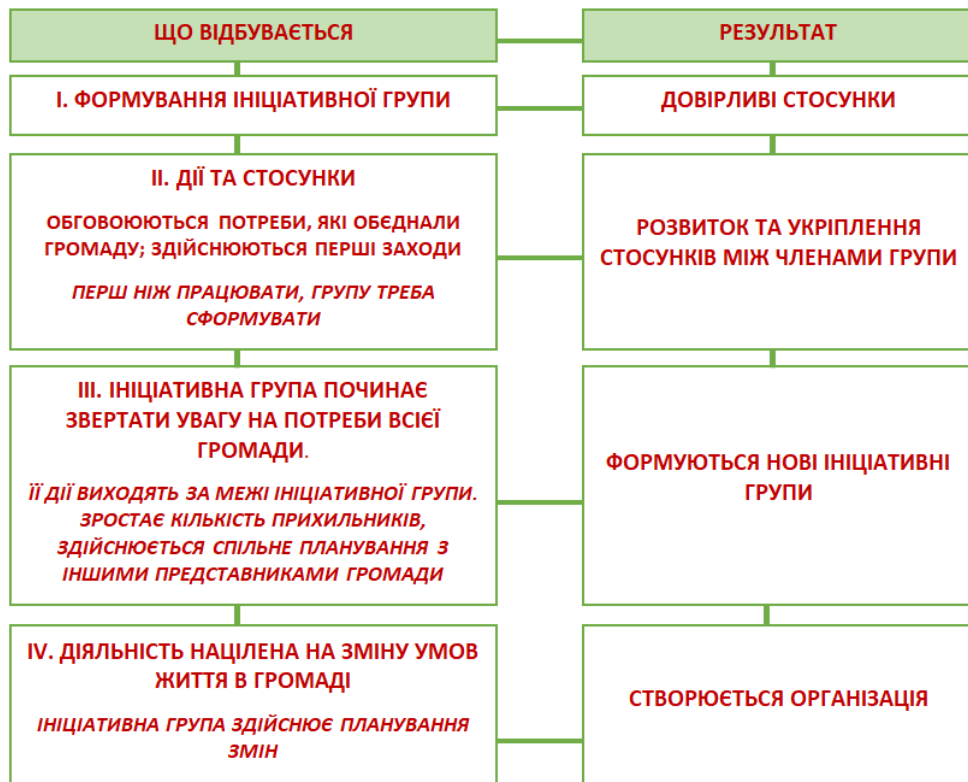 ЩО ВІДБУВАЄТЬСЯ
РЕЗУЛЬТАТ
І. ФОРМУВАННЯ ІНІЦІАТИВНОЇ ГРУПИ
ДОВІРЛИВІ СТОСУНКИ
ІІ. ДІЇ ТА СТОСУНКИ
ОБГОВОЮЮТЬСЯ ПОТРЕБИ, ЯКІ ОБЄДНАЛИ
ГРОМАДУ; ЗДІЙСНЮЮТЬСЯ ПЕРШІ ЗАХОДИ
ПЕРШ НІЖ ПРАЦЮВАТИ, ГРУПУ ТРЕБА
СФОРМУВАТИ
РОЗВИТОК ТА УКРІПЛЕННЯ
СТОСУНКІВ МІЖ ЧЛЕНАМИ ГРУПИ
ІІІ. ІНІЦІАТИВНА ГРУПА ПОЧИНАЄ
ЗВЕРТАТИ УВАГУ НА ПОТРЕБИ ВСІЄЇ
ГРОМАДИ.
ЇЇ ДІЇ ВИХОДЯТЬ ЗА МЕЖІ ІНІЦІАТИВНОЇ ГРУПИ.
ЗРОСТАЄ КІЛЬКІСТЬ ПРИХИЛЬНИКІВ,
ЗДІЙСНЮЄТЬСЯ СПІЛЬНЕ ПЛАНУВАННЯ З
ІНШИМИ ПРЕДСТАВНИКАМИ ГРОМАДИ
ФОРМУЮТЬСЯ НОВІ ІНІЦІАТИВНІ
ГРУПИ
IV. ДІЯЛЬНІСТЬ НАЦІЛЕНА НА ЗМІНУ УМОВ
ЖИТТЯ В ГРОМАДІ
ІНІЦІАТИВНА ГРУПА ЗДІЙСНЮЄ ПЛАНУВАННЯ
ЗМІН
СТВОРЮЄТЬСЯ ОРГАНІЗАЦІЯ